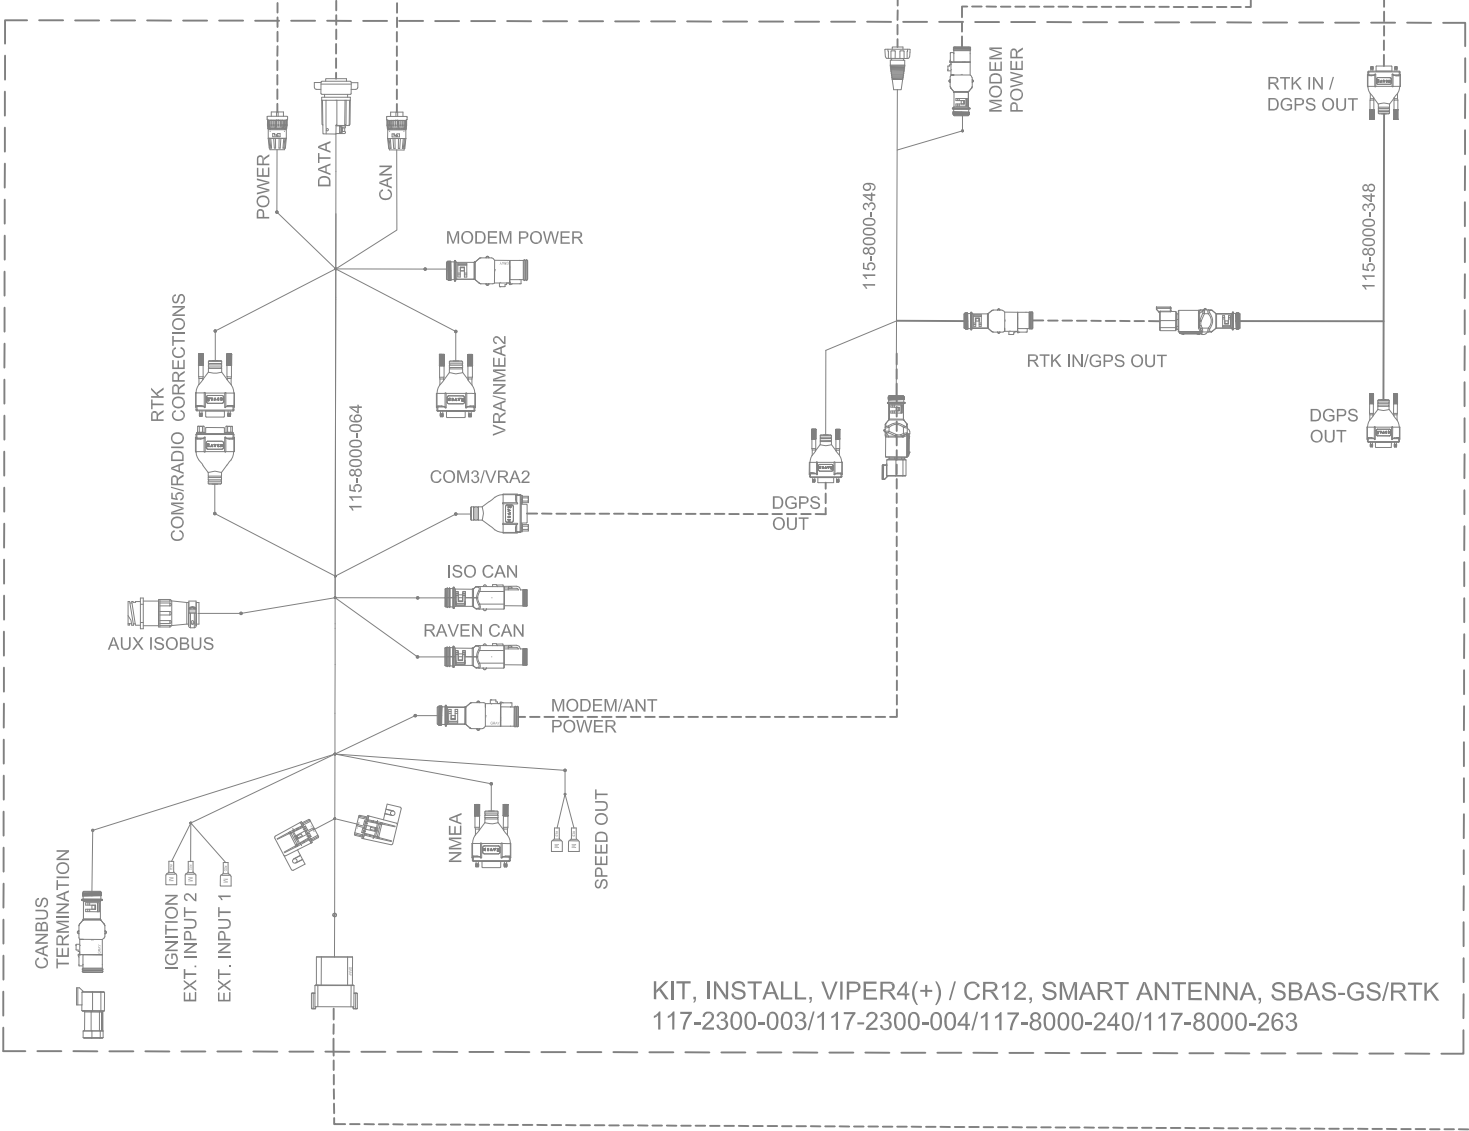 MODEM
POWER
RTK IN /
DGPS OUT
POWER
DATA
CAN
115-8000-349
115-8000-348
MODEM POWER
RTK
COM5/RADIO CORRECTIONS
VRA/NMEA2
115-8000-064
RTK IN/GPS OUT
DGPS
OUT
COM3/VRA2
DGPS
OUT
ISO CAN
RAVEN CAN
AUX ISOBUS
MODEM/ANT
POWER
NMEA
SPEED OUT
CANBUS
TERMINATION
IGNITION
EXT. INPUT 2
EXT. INPUT 1
KIT, INSTALL, VIPER4(+) / CR12, SMART ANTENNA, SBAS-GS/RTK
117-2300-003/117-2300-004/117-8000-240/117-8000-263